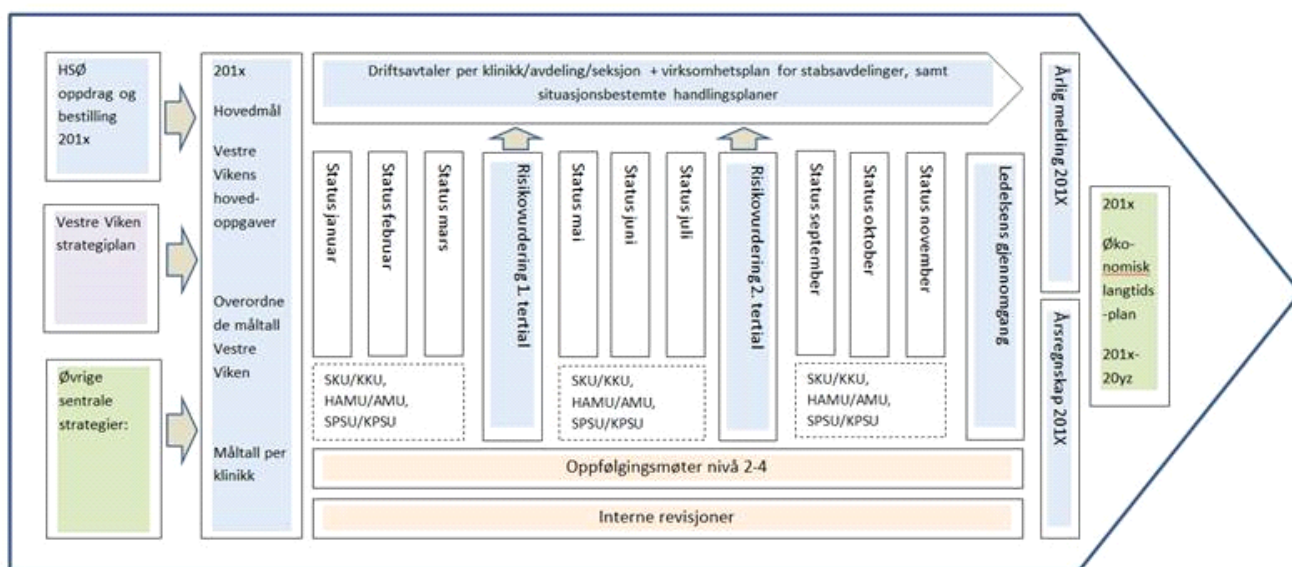 HSØ
oppdrag og
bestilling
201x
Vestre Viken
strategiplan
Øvrige
sentrale
strategier:
201x
Hovedmål
Vestre
Vikens
hoved-
oppgaver
Overordne
de måltall
Vestre
Viken
Måltall per
klinikk
Driftsavtaler per klinikk/avdeling/seksjon + virksomhetsplan for stabsavdelinger, samt
situasjonsbestemte handlingsplaner
Status januar
Status februar
Status mars
SKU/KKU,
HAMU/AMU,
SPSU/KPSU
Risikovurdering 1. tertial
Status mai
Status juni
Status juli
SKU/KKU,
HAMU/AMU,
SPSU/KPSU
Risikovurdering 2. tertial
Status september
Status oktober
Status november
SKU/KKU,
HAMU/AMU,
SPSU/KPSU
Ledelsens gjennomgang
Oppfølgingsmøter nivå 2-4
Interne revisjoner
Årlig melding 201X
Årsregnskap 201X
201x
Øko-
nomisk
langtids
-plan
201x-
20yz